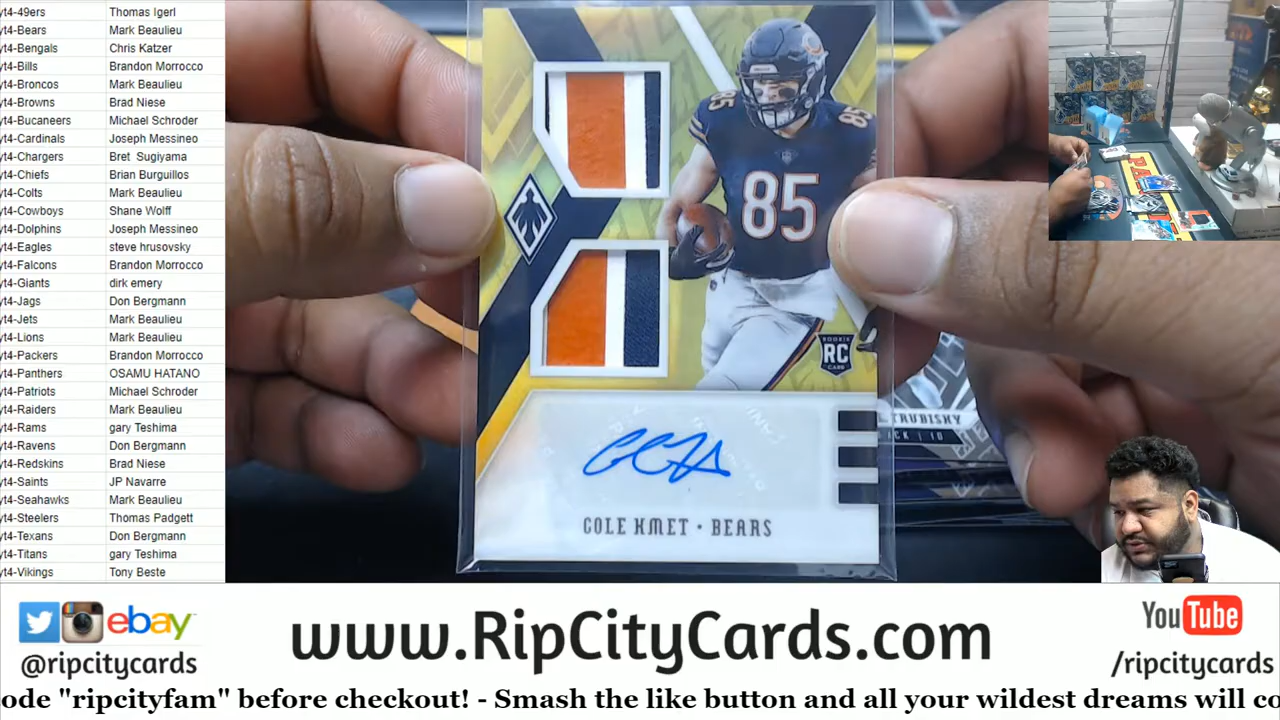 yt4-49ers Thomas Igerl
yt4-Bears Mark Beaulieu
yt4-Bengals Chris Katzer
yt4-Bills Brandon Morrocco
yt4-Broncos Mark Beaulieu
yt4-Browns Brad Niese
yt4-Bucaneers Michael Schroder
yt4-Cardinals Joseph Messineo
yt4-Chargers Bret Sugiyama
yt4-Chiefs Brian Burguillos
yt4-Colts Mark Beaulieu
yt4-Cowboys Shane Wolff
yt4-Dolphins Joseph Messineo
yt4-Eagles steve hrusovsky
yt4-Falcons Brandon Morrocco
yt4-Giants dirk emery
yt4-Jags Don Bergmann
yt4-Jets Mark Beaulieu
yt4-Lions Mark Beaulieu
yt4-Packers Brandon Morrocco
yt4-Panthers OSAMU HATANO
yt4-Patriots Michael Schroder
yt4-Raiders Mark Beaulieu
yt4-Rams gary Teshima
yt4-Ravens Don Bergmann
yt4-Redskins Brad Niese
yt4-Saints JP Navarre
yt4-Seahawks Mark Beaulieu
yt4-Steelers Thomas Padgett
yt4-Texans Don Bergmann
yt4-Titans gary Teshima
yt4-Vikings Tony Beste
85
85
85
ROOKIE
RC
CARD
COLE KMET • BEARS
TRUBISKY
CK | 10
ebay
@ripcitycards
www.RipCityCards.com
YouTube
/ripcitycards
ode "ripcityfam" before checkout! - Smash the like button and all your wildest dreams will co